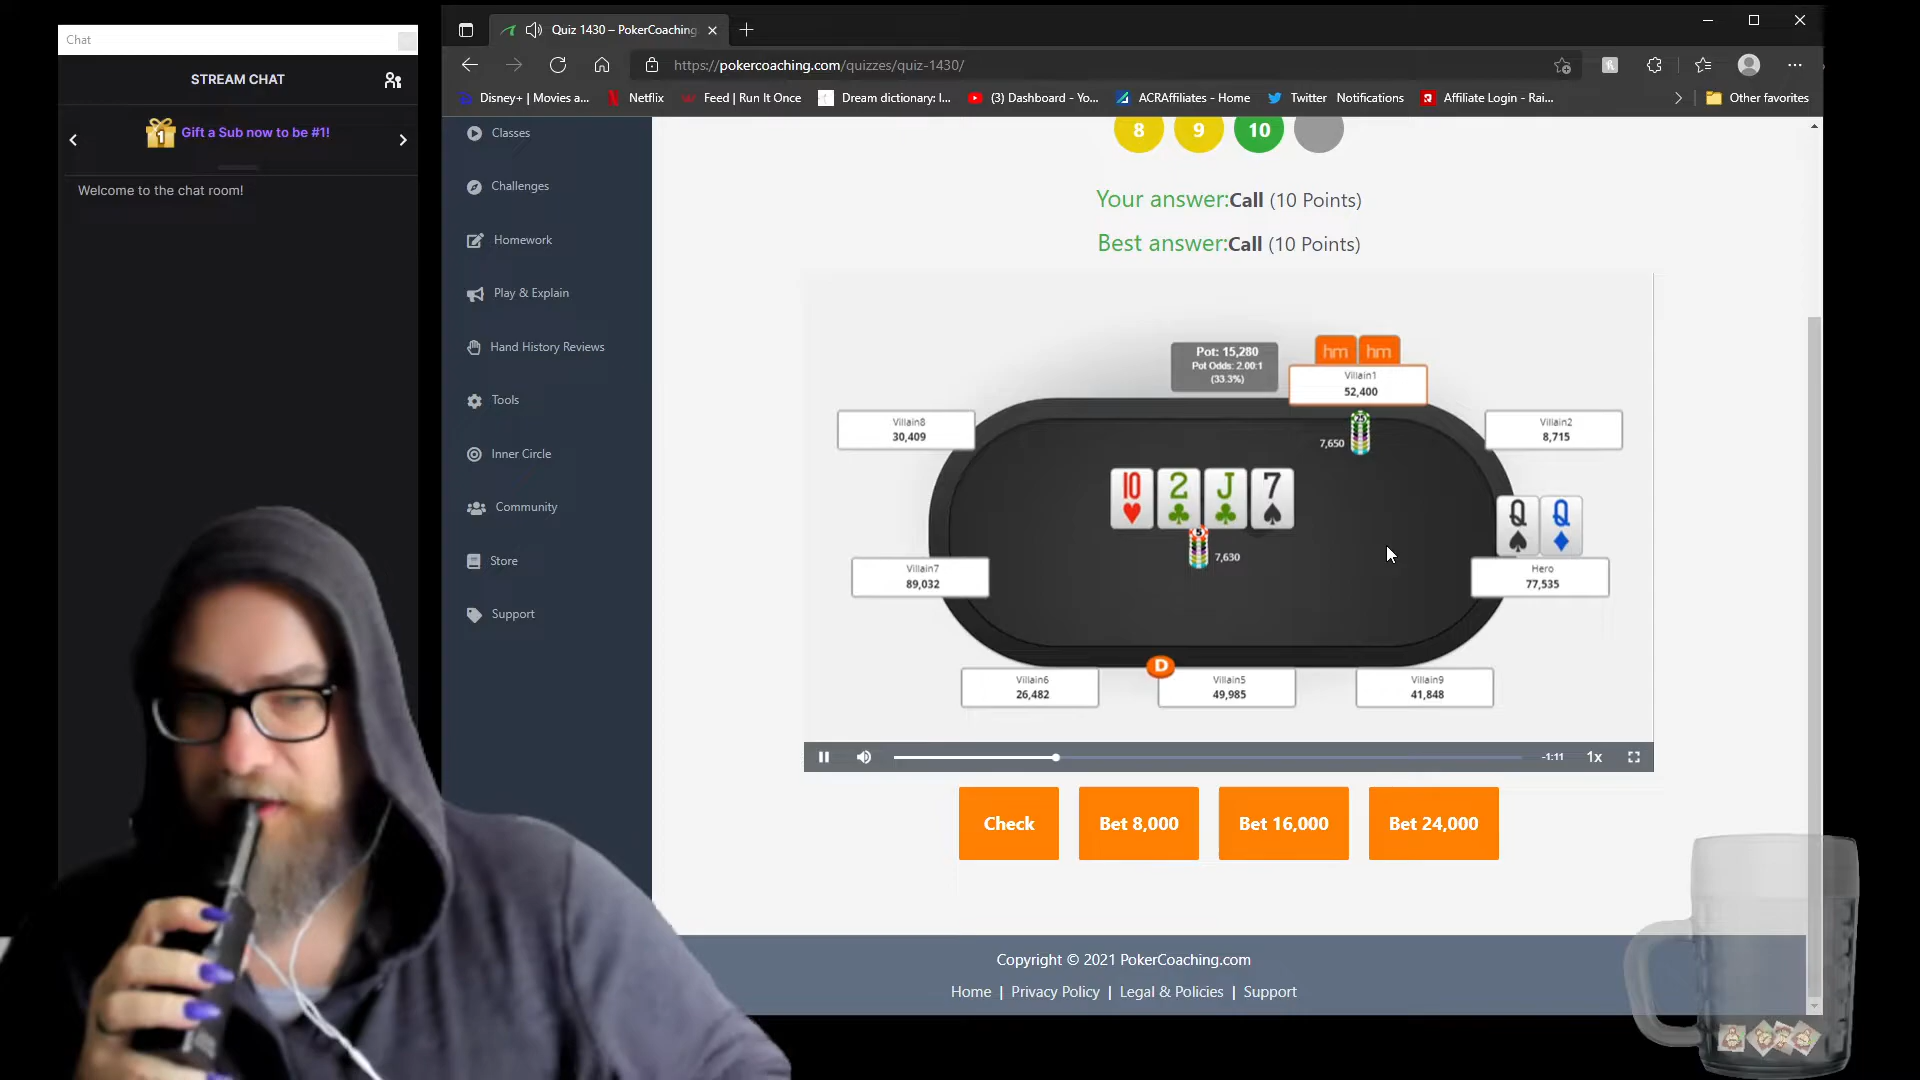 Chat
STREAM CHAT
1
Gift a Sub now to be #1!
Welcome to the chat room!
Quiz 1430 – PokerCoaching
https://pokercoaching.com/quizzes/quiz-1430/
Disney+ | Movies a...
Netflix
Feed | Run It Once
Dream dictionary: I...
(3) Dashboard - Yo...
ACRAffiliates - Home
Twitter
Notifications
Affiliate Login - Rai...
Other favorites
Classes
Challenges
Homework
Play & Explain
Hand History Reviews
Tools
Inner Circle
Community
Store
Support
8
9
10
Your answer:Call (10 Points)
Best answer:Call (10 Points)
Pot: 15,280
Pot Odds: 2.00:1
(33.3%)
hm hm
Villain1
52,400
Villain8
30,409
Villain2
8,715
7,650
10 2 J 7
Q Q
5
7,630
Villain7
89,032
Hero
77,535
D
Villain6
26,482
Villain5
49,985
Villain9
41,848
-1:11
1x
Check
Bet 8,000
Bet 16,000
Bet 24,000
Copyright © 2021 PokerCoaching.com
Home | Privacy Policy | Legal & Policies | Support